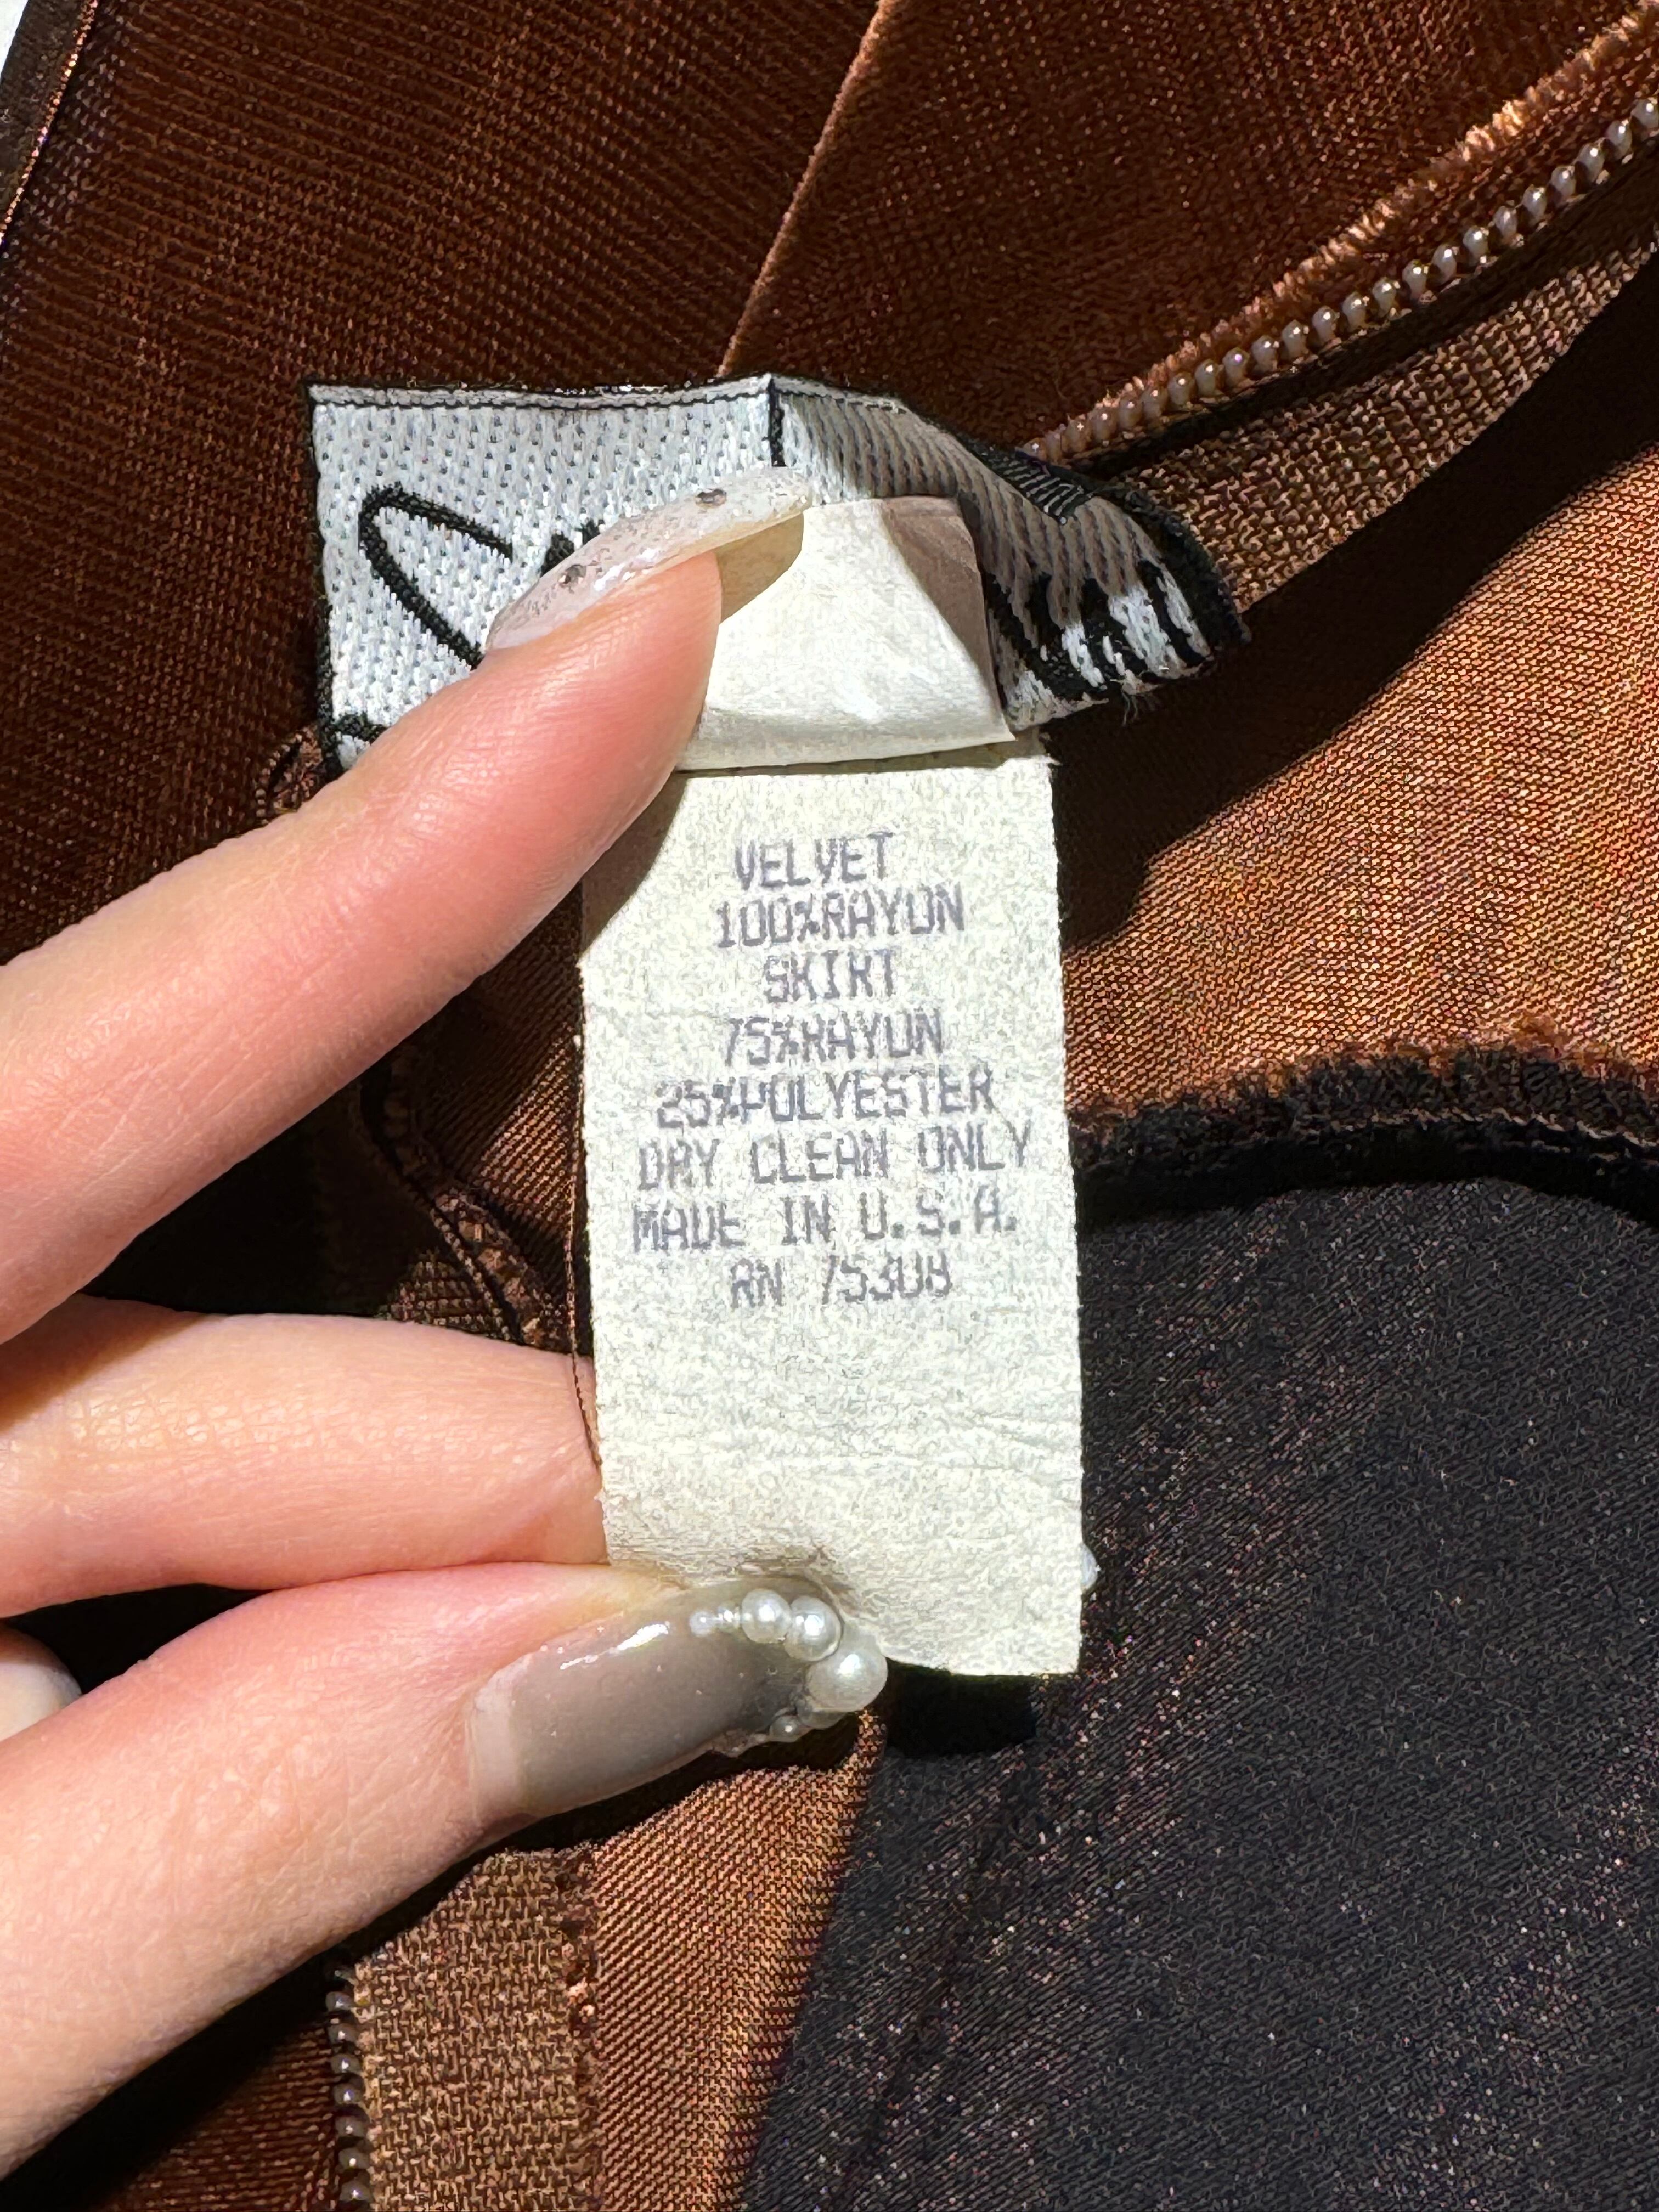 VELVET
100%RAYON
SKIRT
75%RAYON
25%POLYESTER
DRY CLEAN ONLY
MADE IN U.S.A.
RN 75308